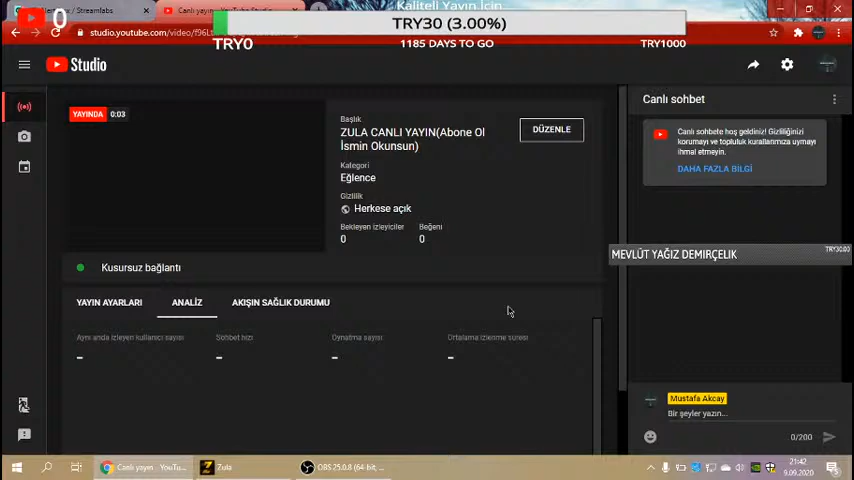 Kaliteli Yayın İçin
0
TRY30 (3.00%)
TRY0
1185 DAYS TO GO
TRY1000
/ Streamlabs
studio.youtube.com/video/f96L
Studio
YAYINDA 0:03
Başlık
ZULA CANLI YAYIN(Abone Ol
İsmin Okunsun)
DÜZENLE
Kategori
Eğlence
Gizlilik
Herkese açık
Bekleyen izleyiciler
Beğeni
0
0
Kusursuz bağlantı
YAYIN AYARLARI
ANALİZ
AKIŞIN SAĞLIK DURUMU
Aynı anda izleyen kullanıcı sayısı
Sohbet hızı
Oynatma sayısı
Ortalama izlenme süresi
–
–
–
–
Canlı sohbet
Canlı sohbete hoş geldiniz! Gizliliğinizi
korumayı ve topluluk kurallarımıza uymayı
ihmal etmeyin.
DAHA FAZLA BİLGİ
MEVLÜT YAĞIZ DEMİRÇELİK
TRY30.00
Mustafa Akcay
Bir şeyler yazın...
0/200
Canlı yayın - YouTu...
Zula
OBS 25.0.8 (64-bit, ...
21:42
9.09.2020